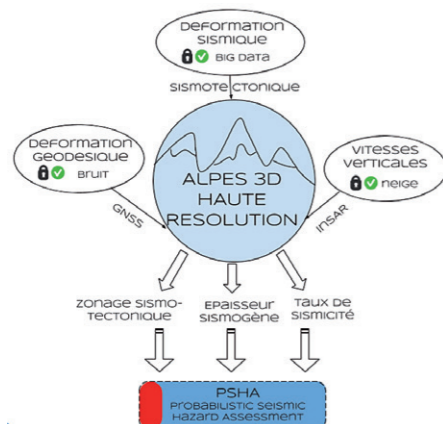 DEFORMATION
SISMIQUE
BIG DATA
SISMOTECTONIQUE
DEFORMATION
GEODESIQUE
BRUIT
VITESSES
VERTICALES
NEIGE
ALPES 3D
HAUTE
RESOLUTION
GNSS
INSAR
ZONAGE SISMO-
TECTONIQUE
EPAISSEUR
SISMOGÈNE
TAUX DE
SISMICITÉ
PSHA
PROBABILISTIC SEISMIC
HAZARD ASSESSMENT